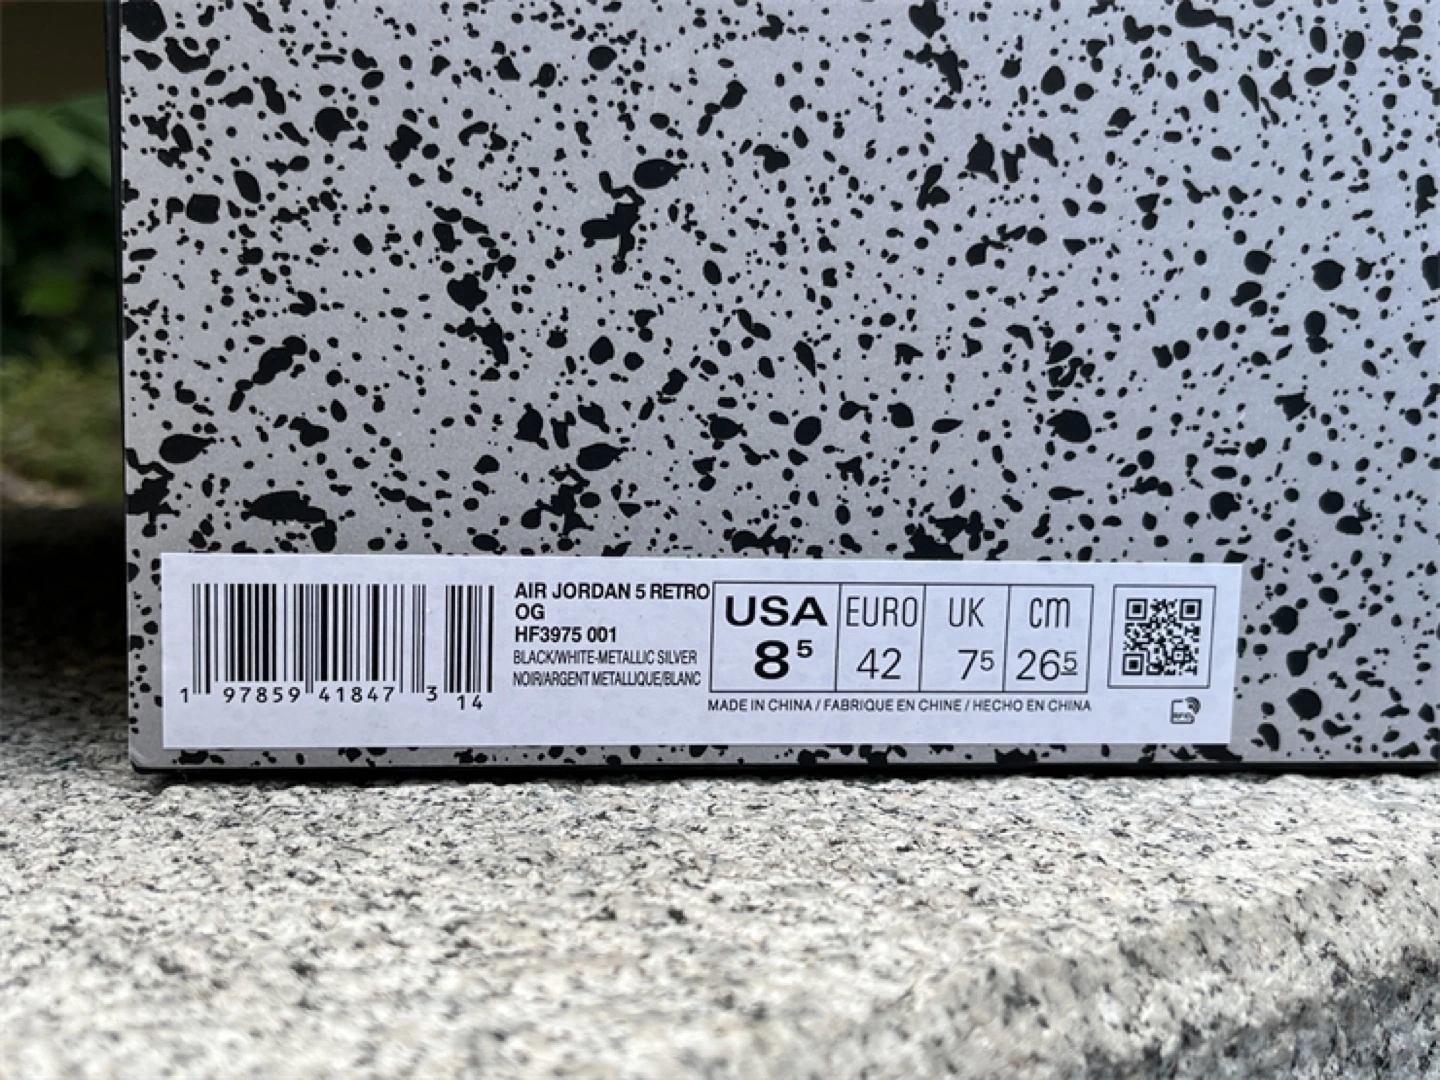 AIR JORDAN 5 RETRO
OG
HF3975 001
BLACK/WHITE-METALLIC SILVER
NOIR/ARGENT METALLIQUE/BLANC
1 97859 41847 3 14
USA EURO UK CM
8⁵ 42 7⁵ 26⁵
MADE IN CHINA / FABRIQUE EN CHINE / HECHO EN CHINA
RFID